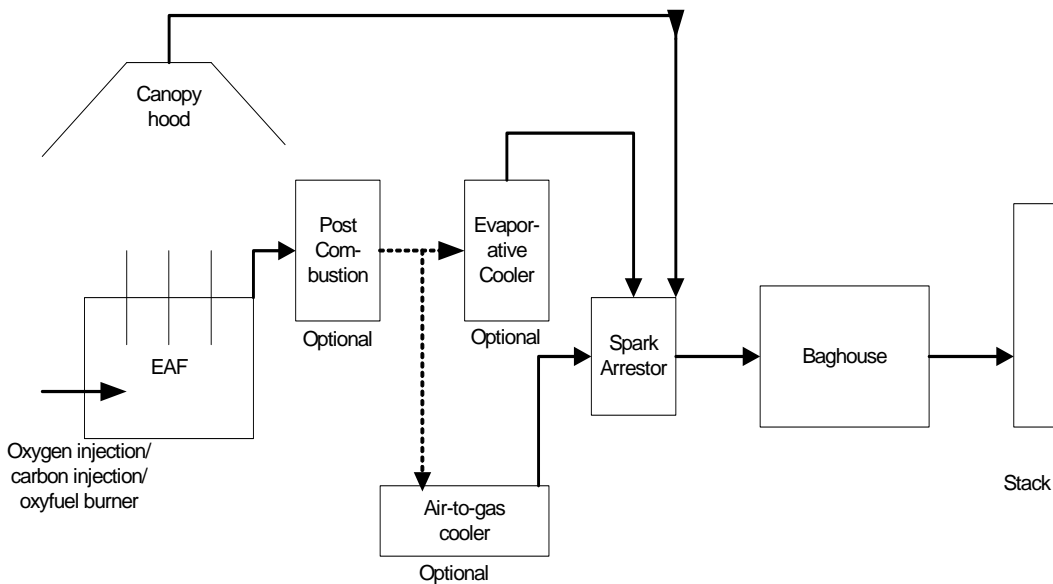 Canopy
hood
Post
Com-
bustion
Optional
Evapor-
ative
Cooler
Optional
EAF
Oxygen injection/
carbon injection/
oxyfuel burner
Spark
Arrestor
Baghouse
Stack
Air-to-gas
cooler
Optional